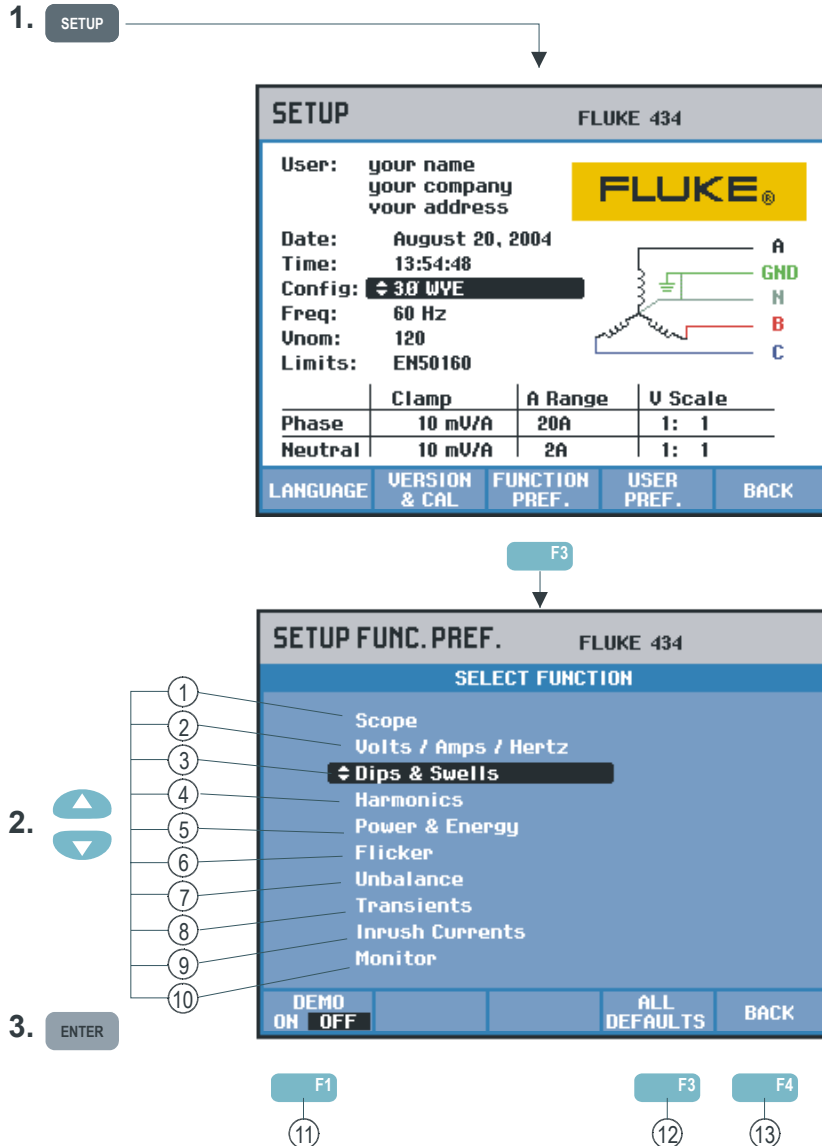 1. SETUP
SETUP FLUKE 434
User: your name
your company
your address
FLUKE®
Date: August 20, 2004
Time: 13:54:48
Config: 3Ø WYE
Freq: 60 Hz
Vnom: 120
Limits: EN50160
A
GND
N
B
C
Clamp A Range V Scale
Phase 10 mV/A 20A 1: 1
Neutral 10 mV/A 2A 1: 1
LANGUAGE VERSION & CAL FUNCTION PREF. USER PREF. BACK
F3
SETUP FUNC. PREF. FLUKE 434
SELECT FUNCTION
1 Scope
2 Volts / Amps / Hertz
3 Dips & Swells
4 Harmonics
5 Power & Energy
6 Flicker
7 Unbalance
8 Transients
9 Inrush Currents
10 Monitor
2.
DEMO ON OFF ALL DEFAULTS BACK
3. ENTER
F1 F3 F4
11 12 13